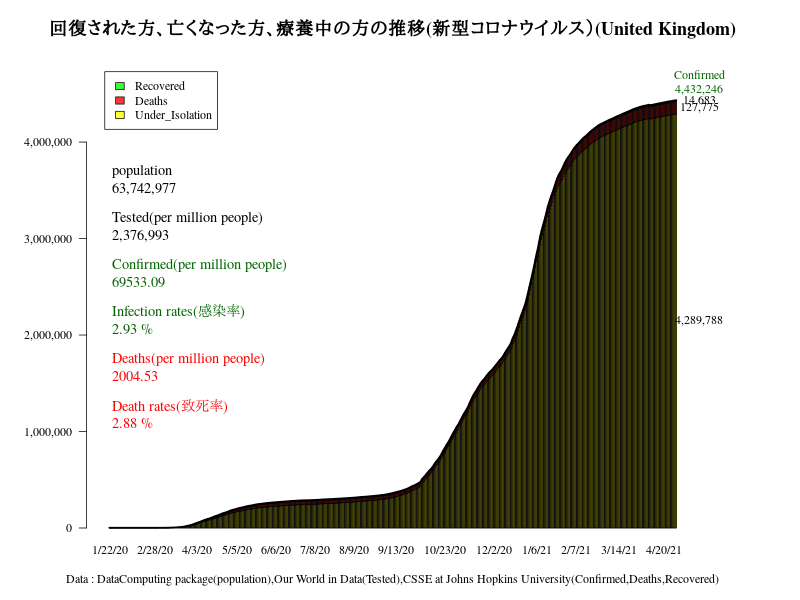 回復された方、亡くなった方、療養中の方の推移(新型コロナウイルス）(United Kingdom)
Recovered
Deaths
Under_Isolation
Confirmed
4,432,246
14,683
127,775
4,289,788
4,000,000
3,000,000
2,000,000
1,000,000
0
population
63,742,977
Tested(per million people)
2,376,993
Confirmed(per million people)
69533.09
Infection rates(感染率)
2.93 %
Deaths(per million people)
2004.53
Death rates(致死率)
2.88 %
1/22/20 2/28/20 4/3/20 5/5/20 6/6/20 7/8/20 8/9/20 9/13/20 10/23/20 12/2/20 1/6/21 2/7/21 3/14/21 4/20/21
Data : DataComputing package(population),Our World in Data(Tested),CSSE at Johns Hopkins University(Confirmed,Deaths,Recovered)